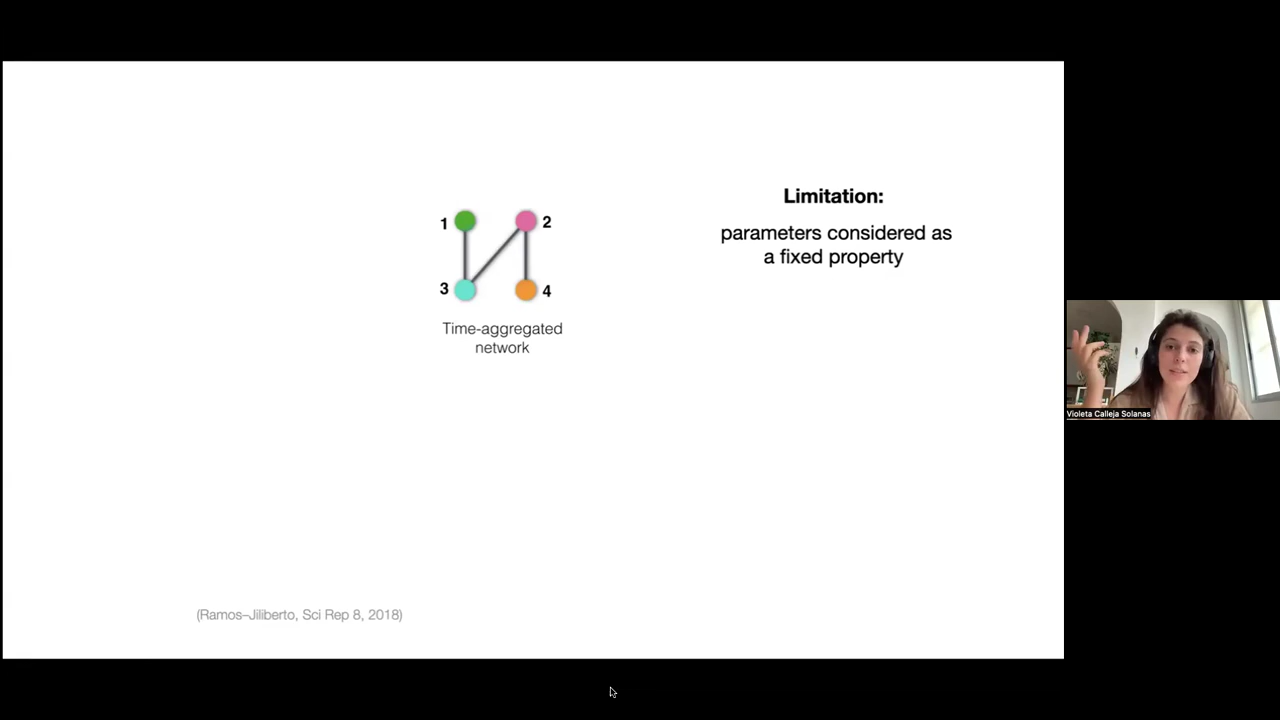 Limitation:
parameters considered as
a fixed property
1
2
3
4
Time-aggregated
network
Violeta Calleja Solanas
(Ramos–Jiliberto, Sci Rep 8, 2018)